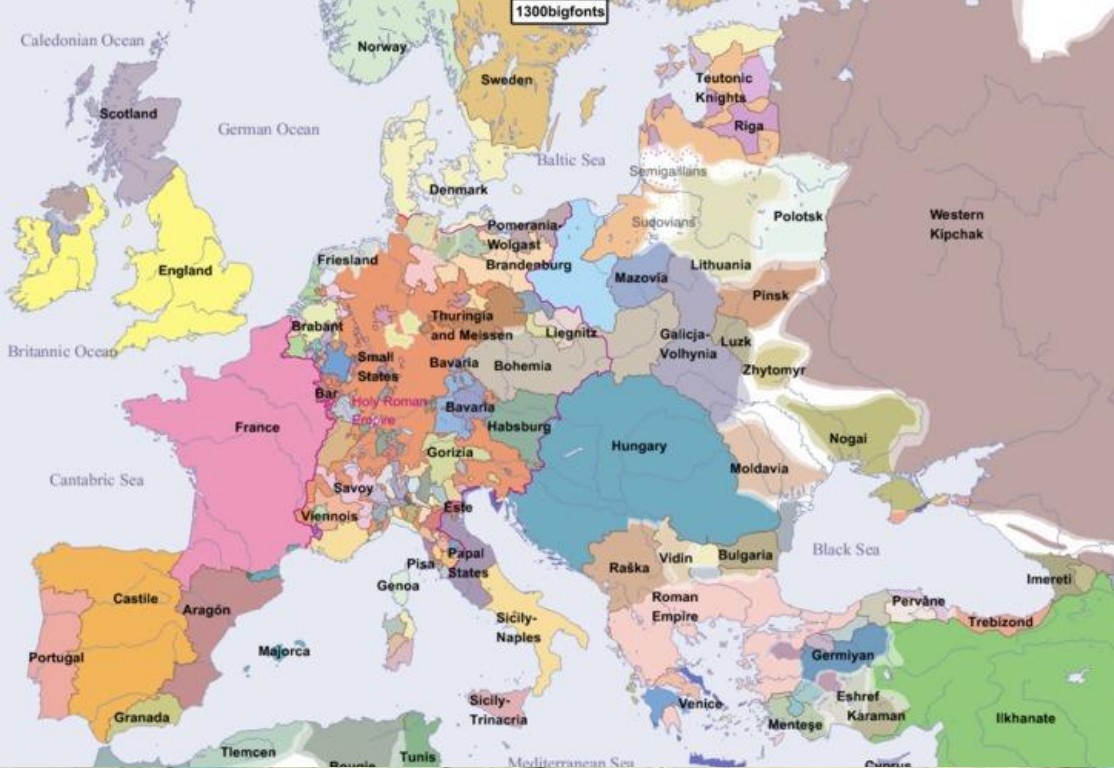 1300bigfonts
Caledonian Ocean
Norway
Sweden
Teutonic
Knights
Riga
Scotland
German Ocean
Baltic Sea
Semigallians
Denmark
Sudovians
Polotsk
Western
Kipchak
Pomerania-
Wolgast
Brandenburg
Friesland
England
Lithuania
Mazovia
Pinsk
Brabant
Thuringia
and Meissen
Liegnitz
Galicja-
Volhynia
Luzk
Britannic Ocean
Small
States
Bavaria
Bohemia
Zhytomyr
Bar
Holy Roman
Empire
Bavaria
France
Habsburg
Nogai
Hungary
Gorizia
Moldavia
Cantabric Sea
Savoy
Viennois
Este
Black Sea
Pisa
Papal
States
Raška
Vidin
Bulgaria
Imereti
Genoa
Castile
Aragón
Roman
Empire
Pervâne
Trebizond
Sicily-
Naples
Portugal
Majorca
Germiyan
Eshref
Karaman
Sicily-
Trinacria
Venice
Menteşe
Ilkhanate
Granada
Tlemcen
Bougie
Tunis
Mediterranean Sea
Cyprus